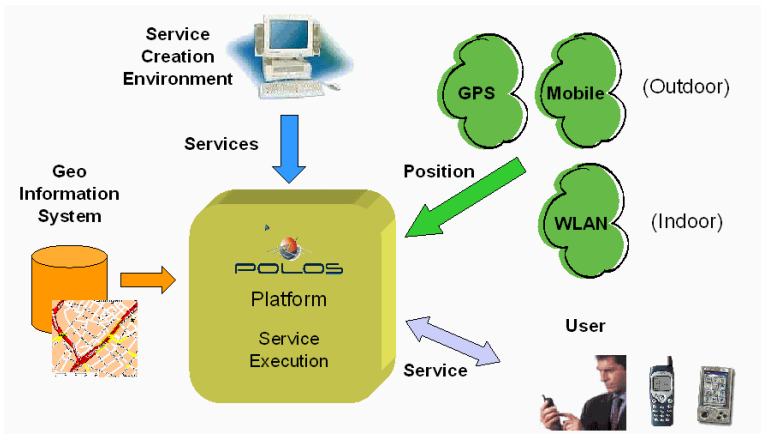 Service
Creation
Environment
GPS
Mobile
(Outdoor)
Services
Position
Geo
Information
System
WLAN
(Indoor)
POLOS
Platform
Service
Execution
User
Service